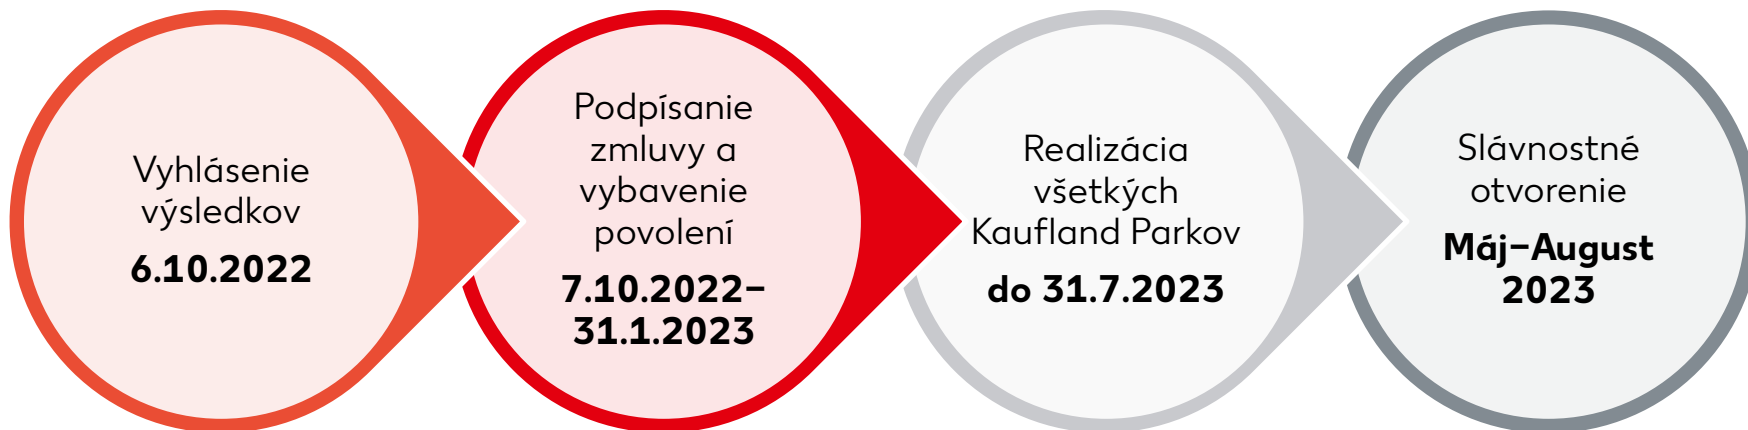 Vyhlásenie
výsledkov
6.10.2022
Podpísanie
zmluvy a
vybavenie
povolení
7.10.2022–
31.1.2023
Realizácia
všetkých
Kaufland Parkov
do 31.7.2023
Slávnostné
otvorenie
Máj–August
2023